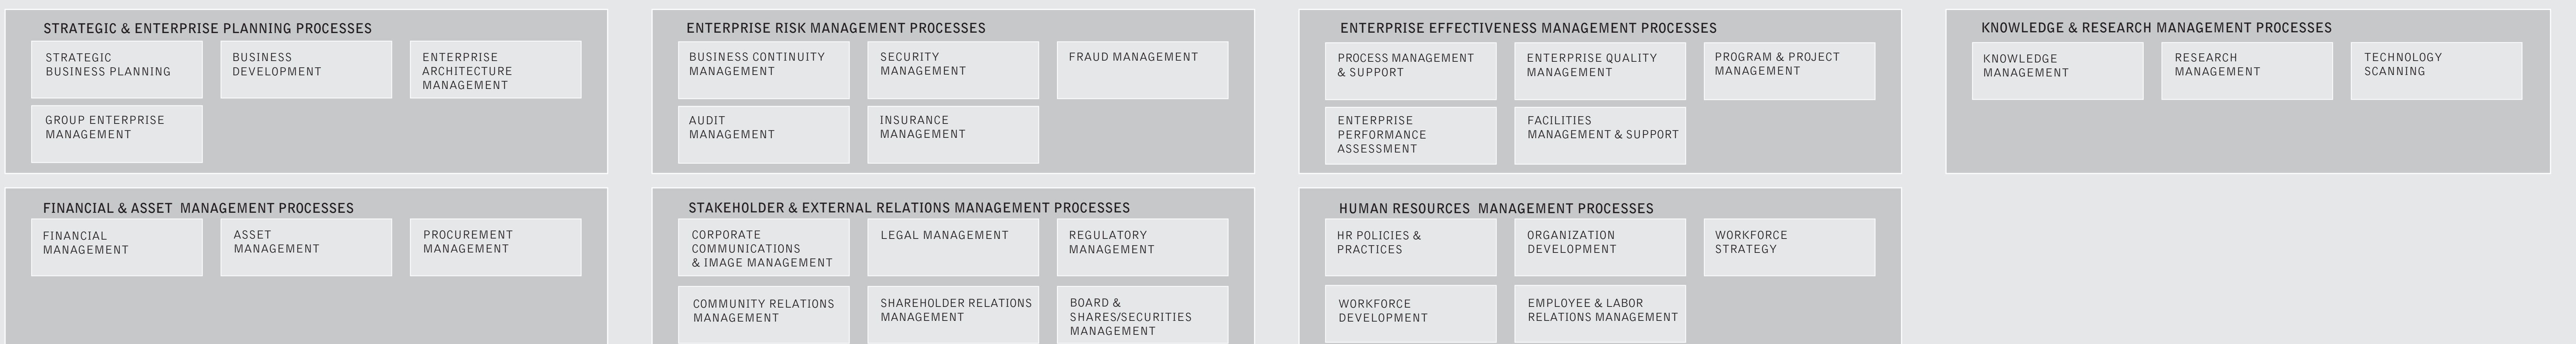 STRATEGIC & ENTERPRISE PLANNING PROCESSES
STRATEGIC
BUSINESS PLANNING
BUSINESS
DEVELOPMENT
ENTERPRISE
ARCHITECTURE
MANAGEMENT
GROUP ENTERPRISE
MANAGEMENT
ENTERPRISE RISK MANAGEMENT PROCESSES
BUSINESS CONTINUITY
MANAGEMENT
SECURITY
MANAGEMENT
FRAUD MANAGEMENT
AUDIT
MANAGEMENT
INSURANCE
MANAGEMENT
ENTERPRISE EFFECTIVENESS MANAGEMENT PROCESSES
PROCESS MANAGEMENT
& SUPPORT
ENTERPRISE QUALITY
MANAGEMENT
PROGRAM & PROJECT
MANAGEMENT
ENTERPRISE
PERFORMANCE
ASSESSMENT
FACILITIES
MANAGEMENT & SUPPORT
KNOWLEDGE & RESEARCH MANAGEMENT PROCESSES
KNOWLEDGE
MANAGEMENT
RESEARCH
MANAGEMENT
TECHNOLOGY
SCANNING
FINANCIAL & ASSET MANAGEMENT PROCESSES
FINANCIAL
MANAGEMENT
ASSET
MANAGEMENT
PROCUREMENT
MANAGEMENT
STAKEHOLDER & EXTERNAL RELATIONS MANAGEMENT PROCESSES
CORPORATE
COMMUNICATIONS
& IMAGE MANAGEMENT
LEGAL MANAGEMENT
REGULATORY
MANAGEMENT
COMMUNITY RELATIONS
MANAGEMENT
SHAREHOLDER RELATIONS
MANAGEMENT
BOARD &
SHARES/SECURITIES
MANAGEMENT
HUMAN RESOURCES MANAGEMENT PROCESSES
HR POLICIES &
PRACTICES
ORGANIZATION
DEVELOPMENT
WORKFORCE
STRATEGY
WORKFORCE
DEVELOPMENT
EMPLOYEE & LABOR
RELATIONS MANAGEMENT